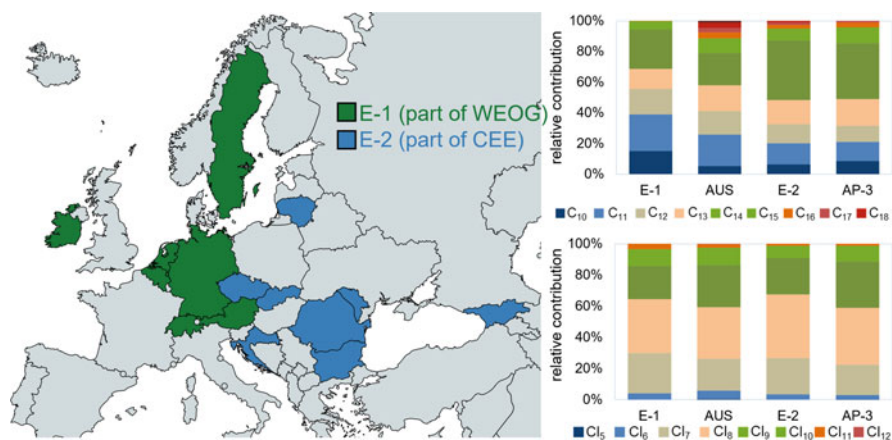 E-1 (part of WEOG)
E-2 (part of CEE)
relative contribution
100%
80%
60%
40%
20%
0%
E-1 AUS E-2 AP-3
C10 C11 C12 C13 C14 C15 C16 C17 C18
relative contribution
100%
80%
60%
40%
20%
0%
E-1 AUS E-2 AP-3
Cl5 Cl6 Cl7 Cl8 Cl9 Cl10 Cl11 Cl12